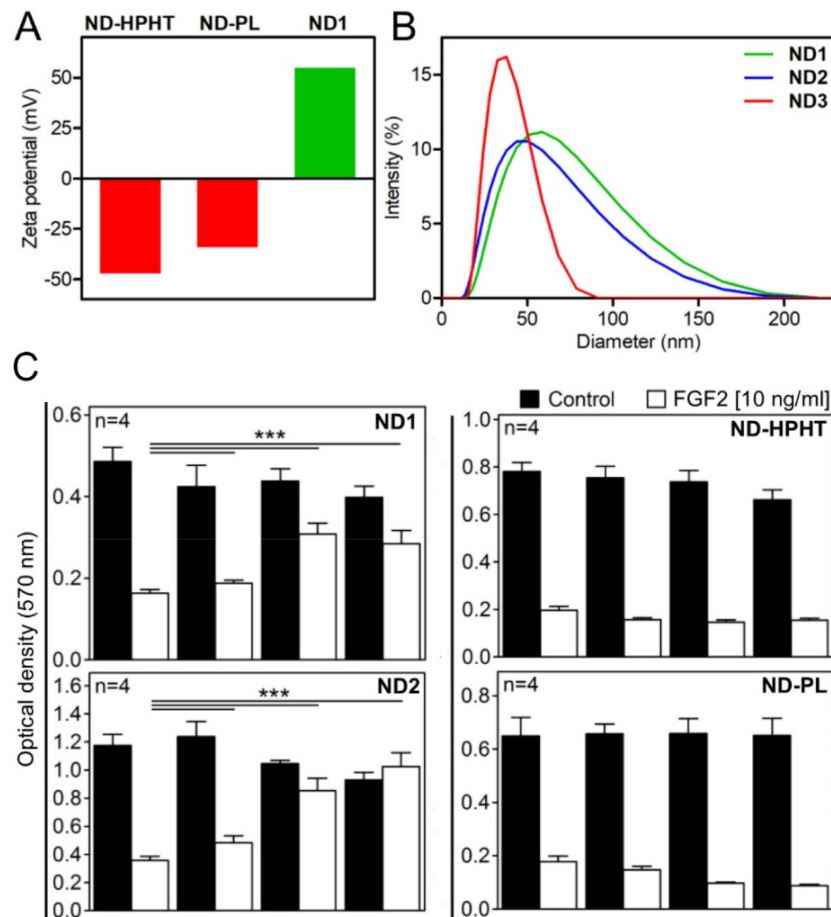 A
ND-HPHT ND-PL ND1
Zeta potential (mV)
50
25
0
-25
-50
B
ND1
ND2
ND3
Intensity (%)
15
10
5
0
0 50 100 150 200
Diameter (nm)
C
Control FGF2 [10 ng/ml]
Optical density (570 nm)
n=4 *** ND1
0.6
0.4
0.2
0.0
n=4 ND-HPHT
0.8
0.6
0.4
0.2
0.0
n=4 *** ND2
1.6
1.4
1.2
1.0
0.8
0.6
0.4
0.2
0.0
n=4 ND-PL
0.8
0.6
0.4
0.2
0.0